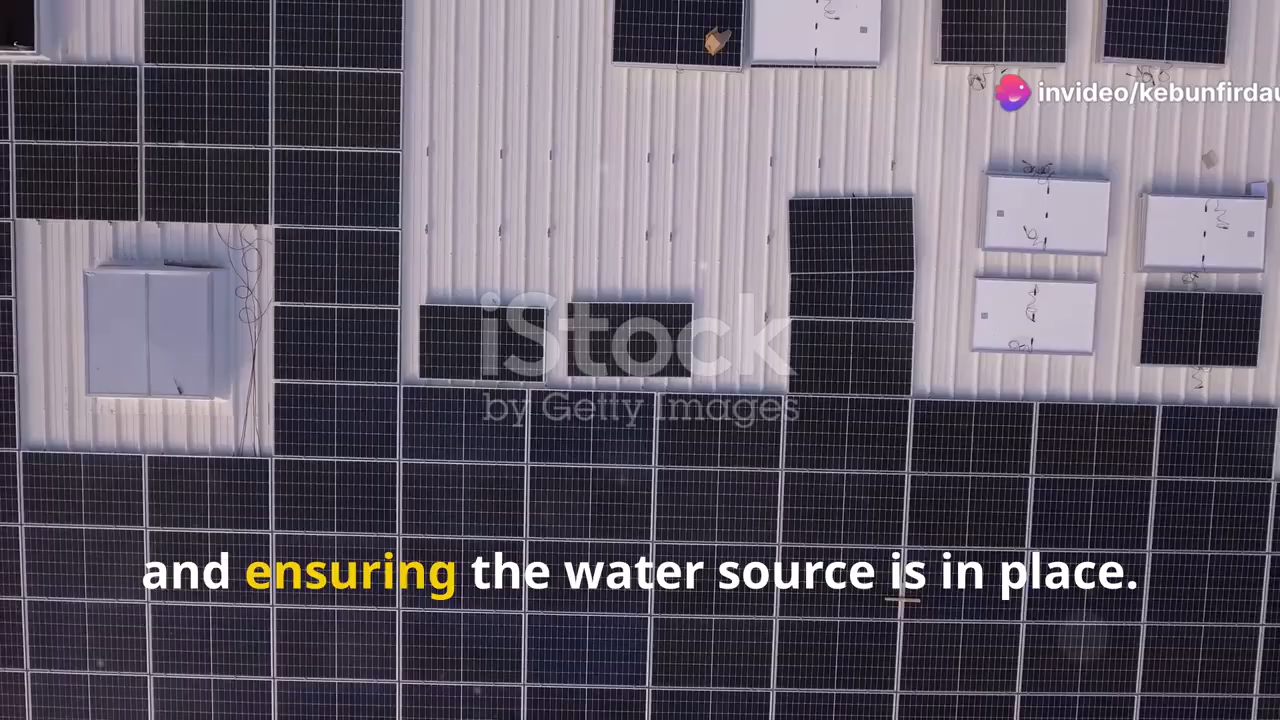 invideo/kebunfirdau
iStock
by Getty Images
and ensuring the water source is in place.